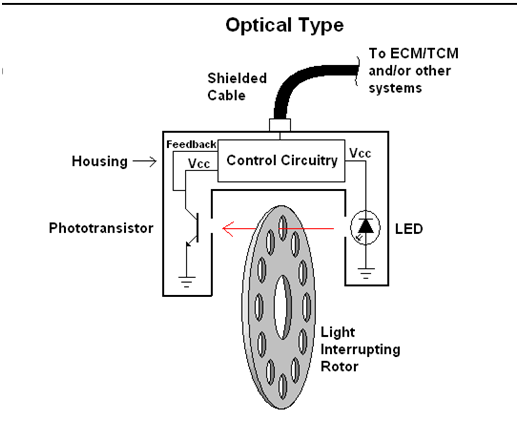 Optical Type
To ECM/TCM
and/or other
systems
Shielded
Cable
Feedback
Vcc
Control Circuitry
Vcc
Housing
Phototransistor
LED
Light
Interrupting
Rotor